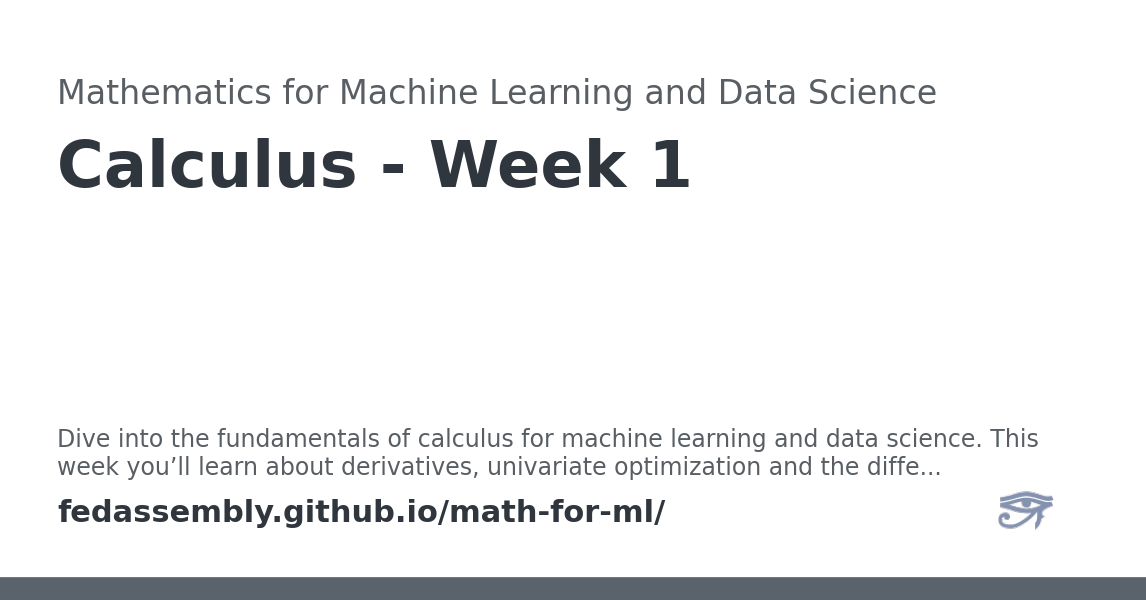 Mathematics for Machine Learning and Data Science
Calculus - Week 1
Dive into the fundamentals of calculus for machine learning and data science. This
week you’ll learn about derivatives, univariate optimization and the diffe...
fedassembly.github.io/math-for-ml/